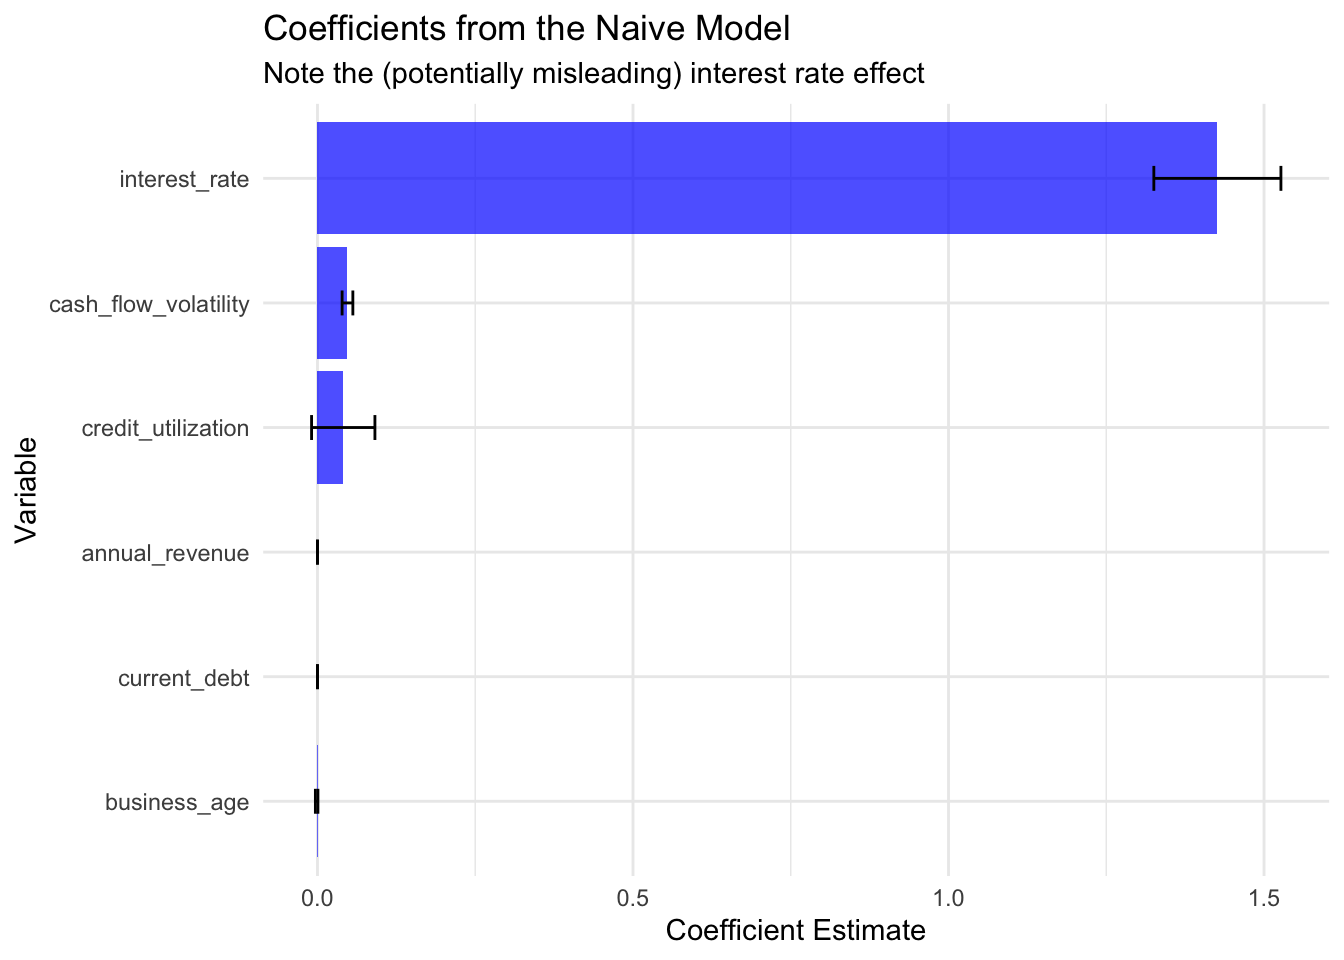 Coefficients from the Naive Model
Note the (potentially misleading) interest rate effect
Variable
interest_rate
cash_flow_volatility
credit_utilization
annual_revenue
current_debt
business_age
0.0 0.5 1.0 1.5
Coefficient Estimate